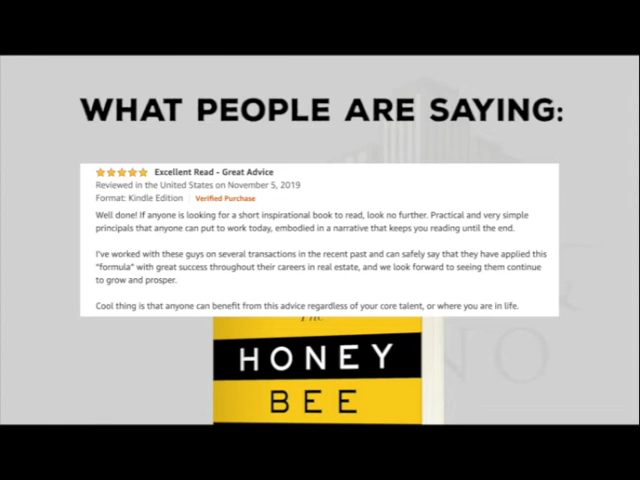 WHAT PEOPLE ARE SAYING:
Excellent Read - Great Advice
Reviewed in the United States on November 5, 2019
Format: Kindle Edition | Verified Purchase
Well done! If anyone is looking for a short inspirational book to read, look no further. Practical and very simple
principals that anyone can put to work today, embodied in a narrative that keeps you reading until the end.
I've worked with these guys on several transactions in the recent past and can safely say that they have applied this
"formula" with great success throughout their careers in real estate, and we look forward to seeing them continue
to grow and prosper.
Cool thing is that anyone can benefit from this advice regardless of your core talent, or where you are in life.
The
HONEY
BEE